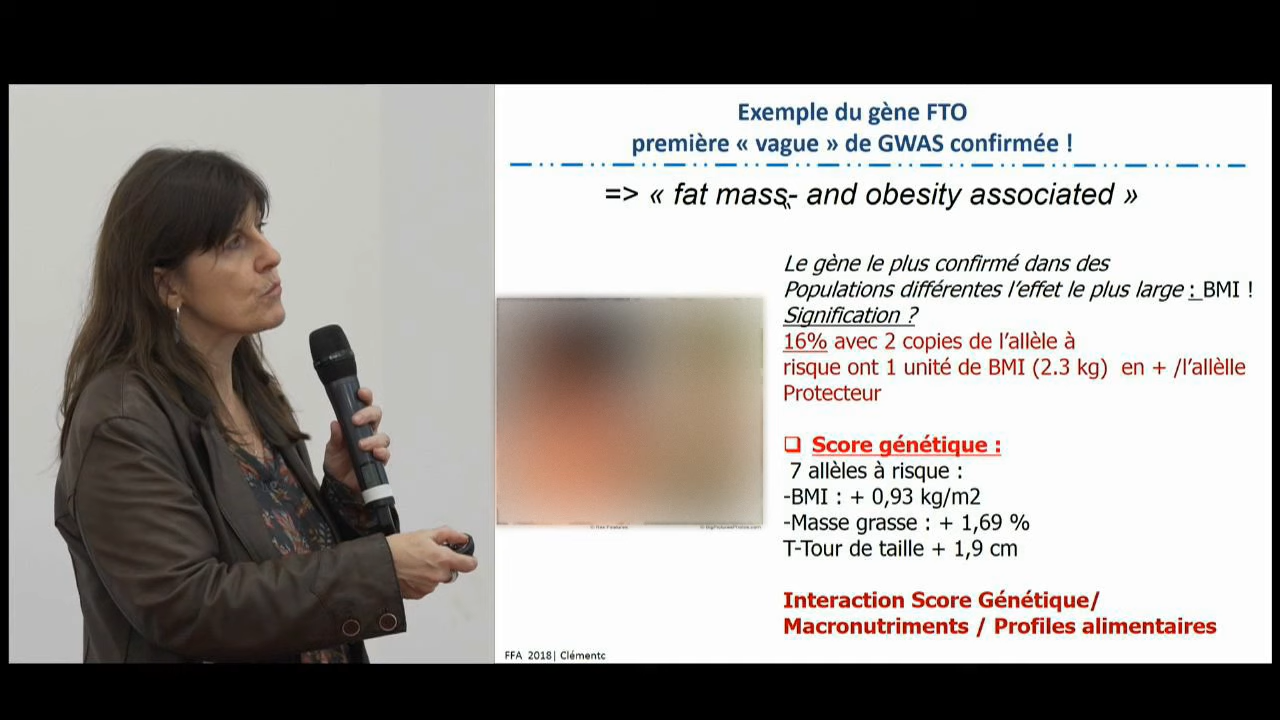 Exemple du gène FTO
première « vague » de GWAS confirmée !
=> « fat mass- and obesity associated »
Le gène le plus confirmé dans des
Populations différentes l’effet le plus large : BMI !
Signification ?
16% avec 2 copies de l’allèle à
risque ont 1 unité de BMI (2.3 kg) en + /l’allèlle
Protecteur
❑ Score génétique :
7 allèles à risque :
-BMI : + 0,93 kg/m2
-Masse grasse : + 1,69 %
T-Tour de taille + 1,9 cm
Interaction Score Génétique/
Macronutriments / Profiles alimentaires
FFA 2018| Clémentc